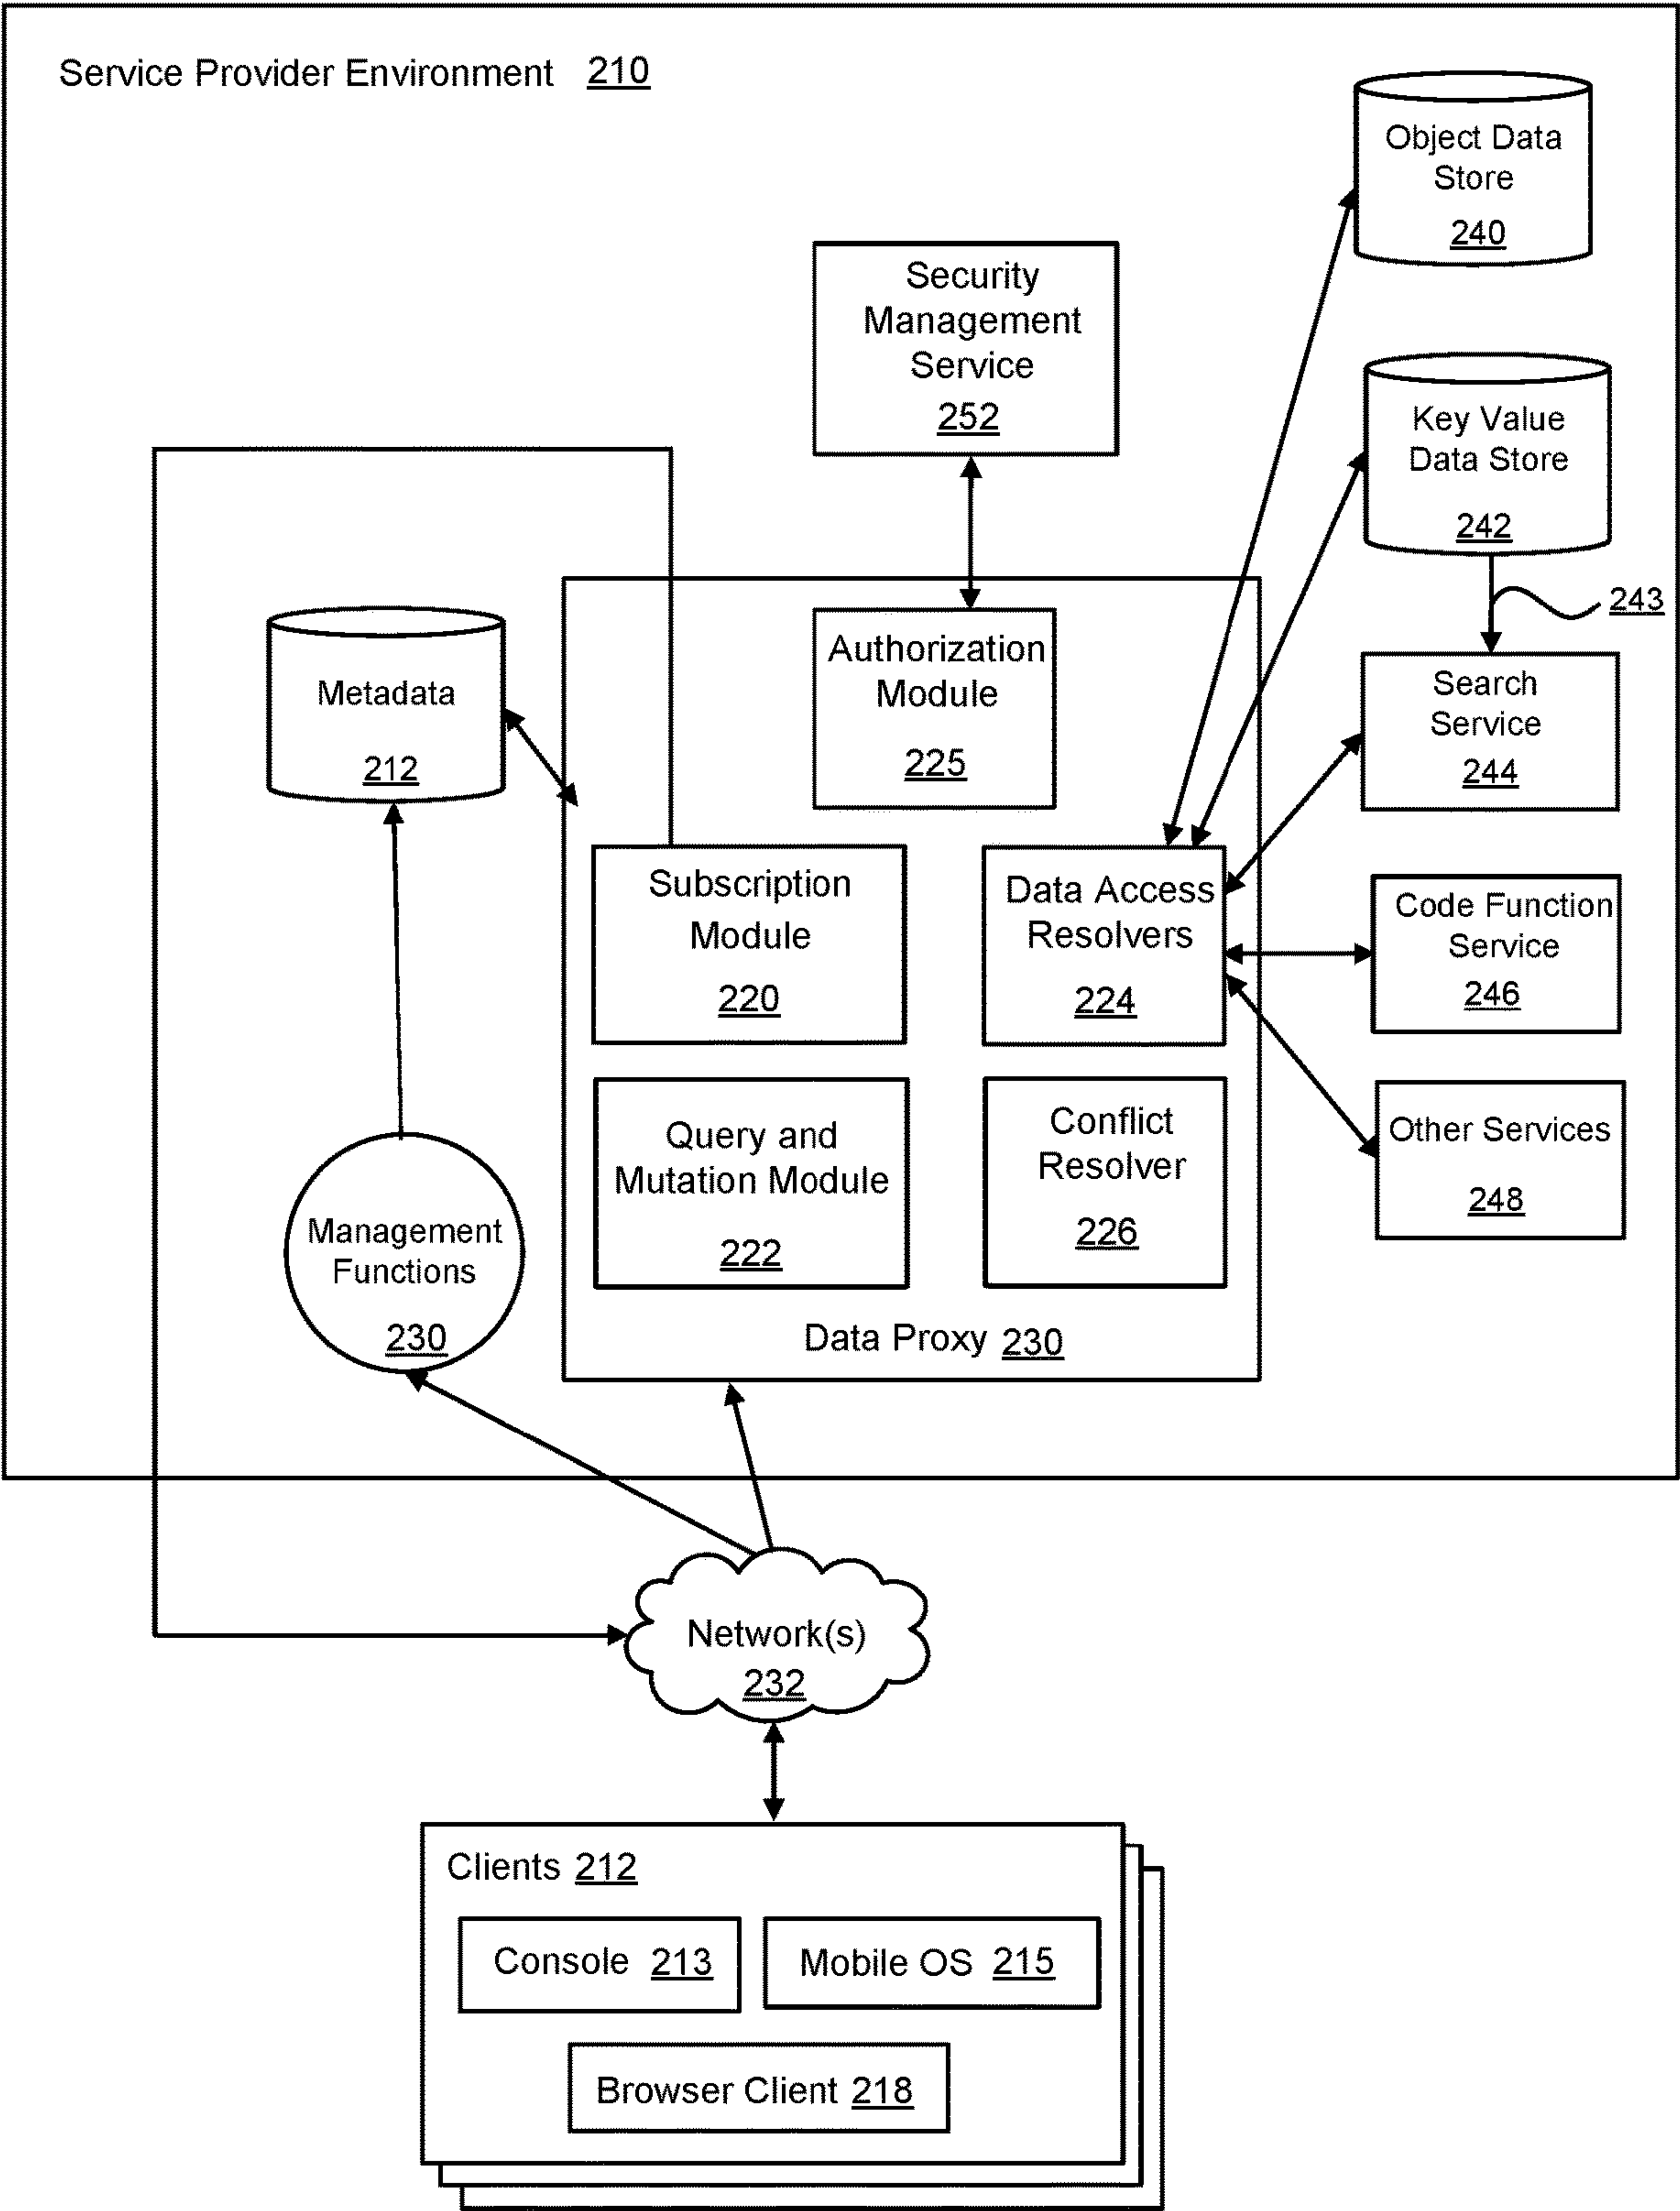 Service Provider Environment 210
Object Data
Store
240
Security
Management
Service
252
Key Value
Data Store
242
243
Metadata
212
Authorization
Module
225
Search
Service
244
Subscription
Module
220
Data Access
Resolvers
224
Code Function
Service
246
Query and
Mutation Module
222
Conflict
Resolver
226
Other Services
248
Management
Functions
230
Data Proxy 230
Network(s)
232
Clients 212
Console 213
Mobile OS 215
Browser Client 218